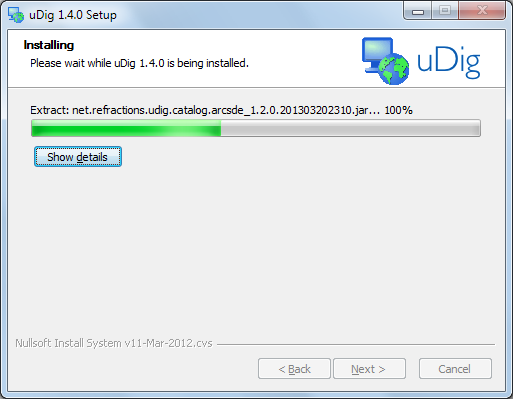 uDig 1.4.0 Setup
Installing
Please wait while uDig 1.4.0 is being installed.
uDig
Extract: net.refractions.udig.catalog.arcsde_1.2.0.201303202310.jar... 100%
Show details
Nullsoft Install System v11-Mar-2012.cvs
< Back
Next >
Cancel